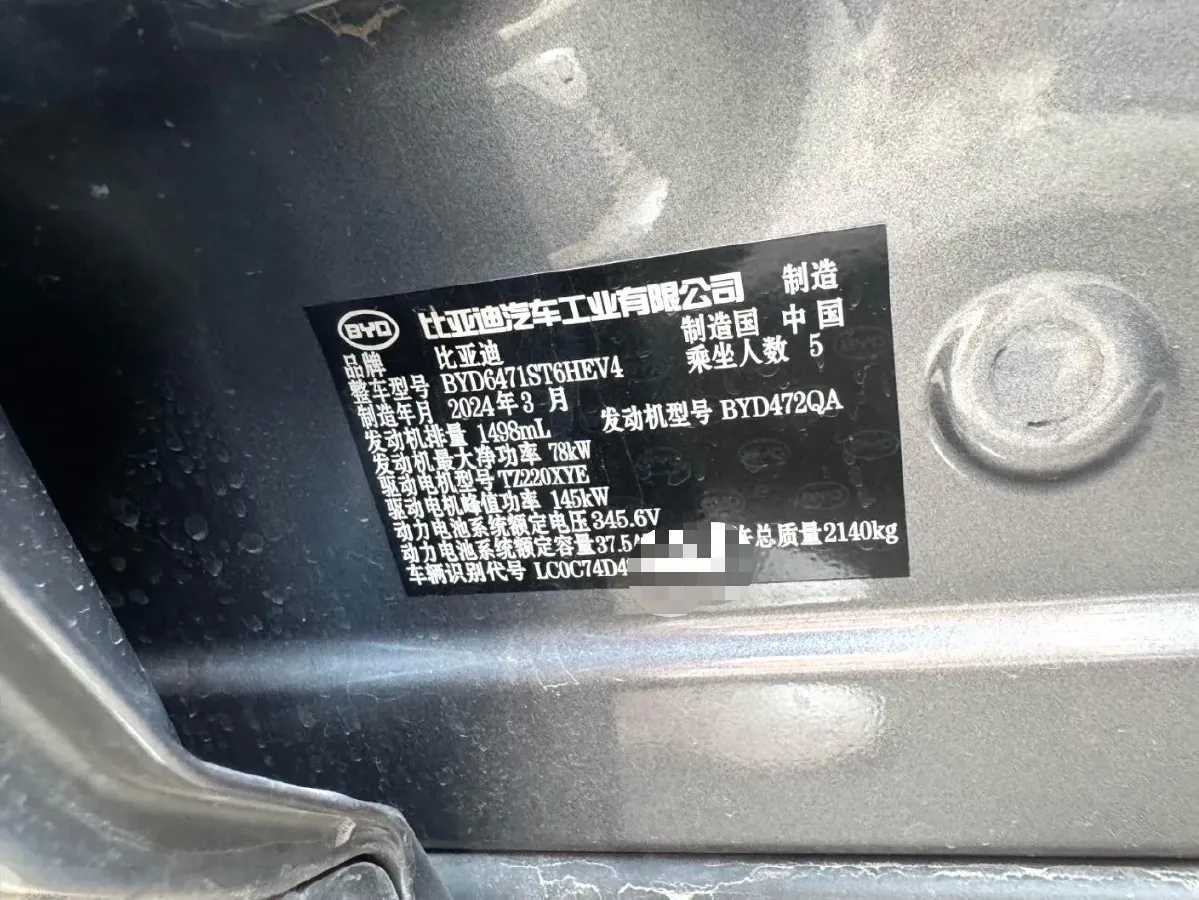 BYD 比亚迪汽车工业有限公司 制造
品牌 比亚迪 制造国 中国
整车型号 BYD6471ST6HEV4 乘坐人数 5
制造年月 2024年3月
发动机排量 1498mL 发动机型号 BYD472QA
发动机最大净功率 78kW
驱动电机型号 TZ220XYE
驱动电机峰值功率 145kW
动力电池系统额定电压 345.6V
动力电池系统额定容量 37.5A 总质量 2140kg
车辆识别代号 LC0C74D4